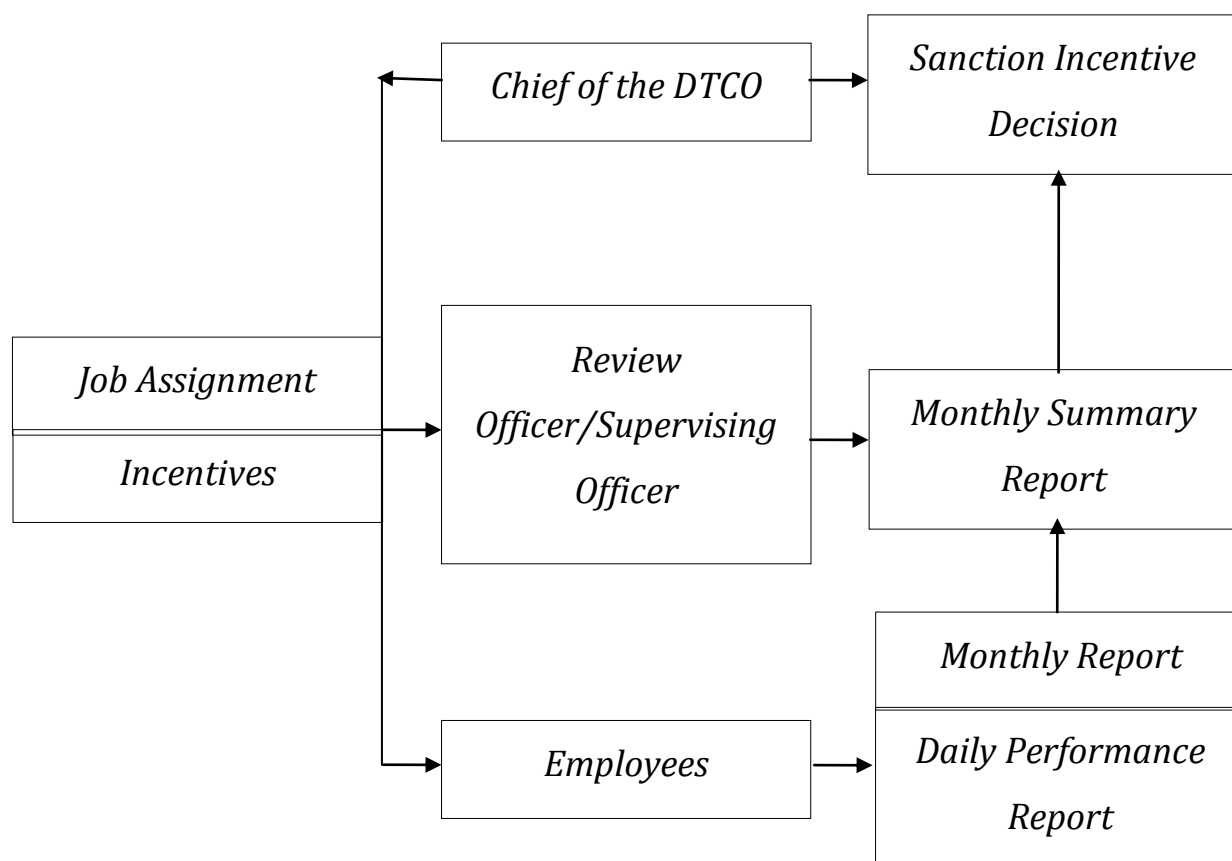 Chief of the DTCO
Sanction Incentive
Decision
Job Assignment
Incentives
Review
Officer/Supervising
Officer
Monthly Summary
Report
Employees
Monthly Report
Daily Performance
Report